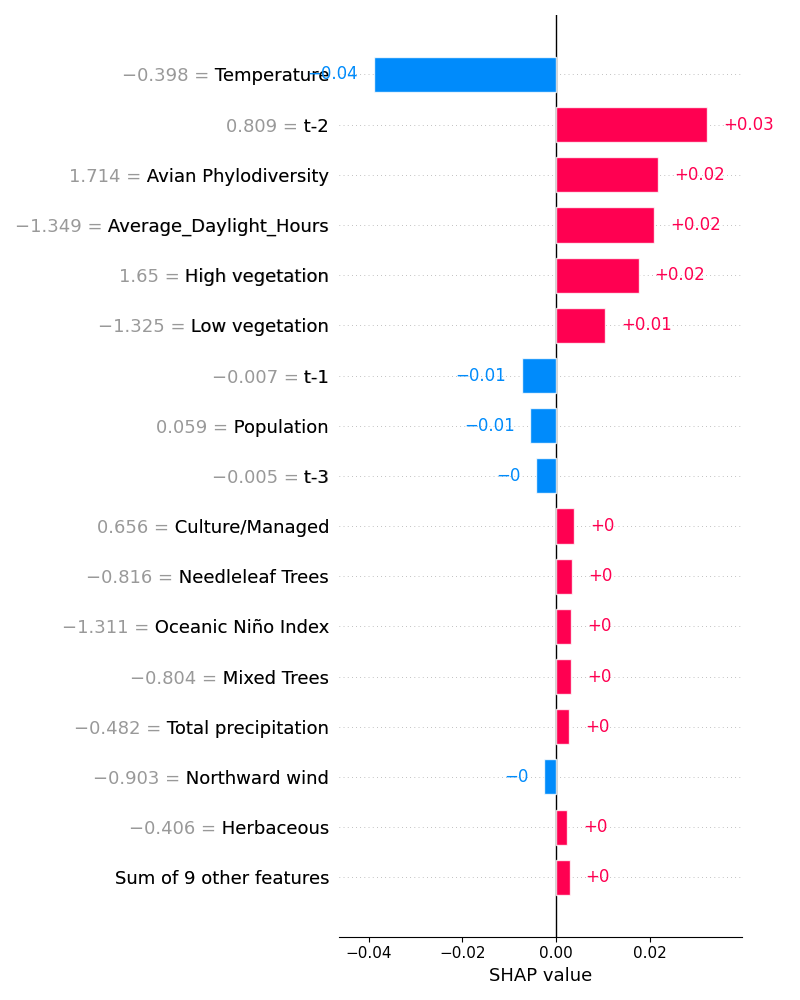 −0.398 = Temperature −0.04
0.809 = t-2 +0.03
1.714 = Avian Phylodiversity +0.02
−1.349 = Average_Daylight_Hours +0.02
1.65 = High vegetation +0.02
−1.325 = Low vegetation +0.01
−0.007 = t-1 −0.01
0.059 = Population −0.01
−0.005 = t-3 −0
0.656 = Culture/Managed +0
−0.816 = Needleleaf Trees +0
−1.311 = Oceanic Niño Index +0
−0.804 = Mixed Trees +0
−0.482 = Total precipitation +0
−0.903 = Northward wind −0
−0.406 = Herbaceous +0
Sum of 9 other features +0
−0.04 −0.02 0.00 0.02
SHAP value